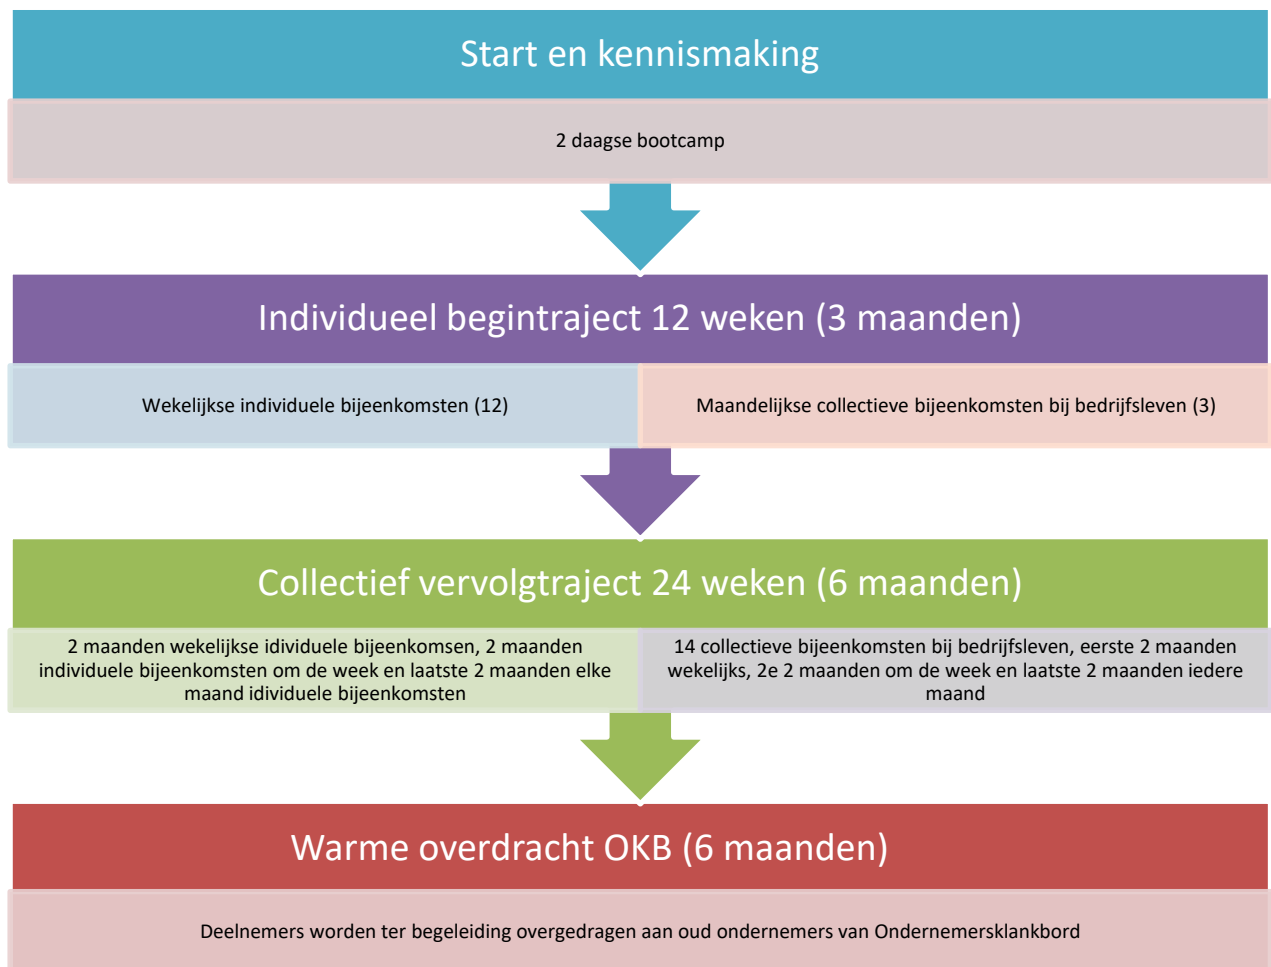 Start en kennismaking
2 daagse bootcamp
Individueel begintraject 12 weken (3 maanden)
Wekelijkse individuele bijeenkomsten (12)
Maandelijkse collectieve bijeenkomsten bij bedrijfsleven (3)
Collectief vervolgtraject 24 weken (6 maanden)
2 maanden wekelijkse idividuele bijeenkomsen, 2 maanden
individuele bijeenkomsten om de week en laatste 2 maanden elke
maand idividuele bijeenkomsten
14 collectieve bijeenkomsten bij bedrijfsleven, eerste 2 maanden
wekelijks, 2e 2 maanden om de week en laatste 2 maanden iedere
maand
Warme overdracht OKB (6 maanden)
Deelnemers worden ter begeleiding overgedragen aan oud ondernemers van Ondernemersklankbord